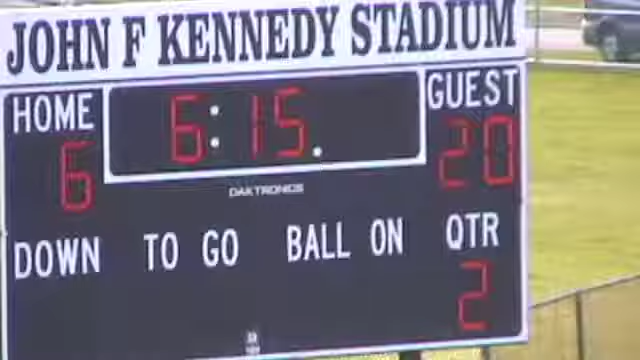 JOHN F KENNEDY STADIUM
HOME 6:15. GUEST
6 20
DAKTRONICS
DOWN TO GO BALL ON QTR
2